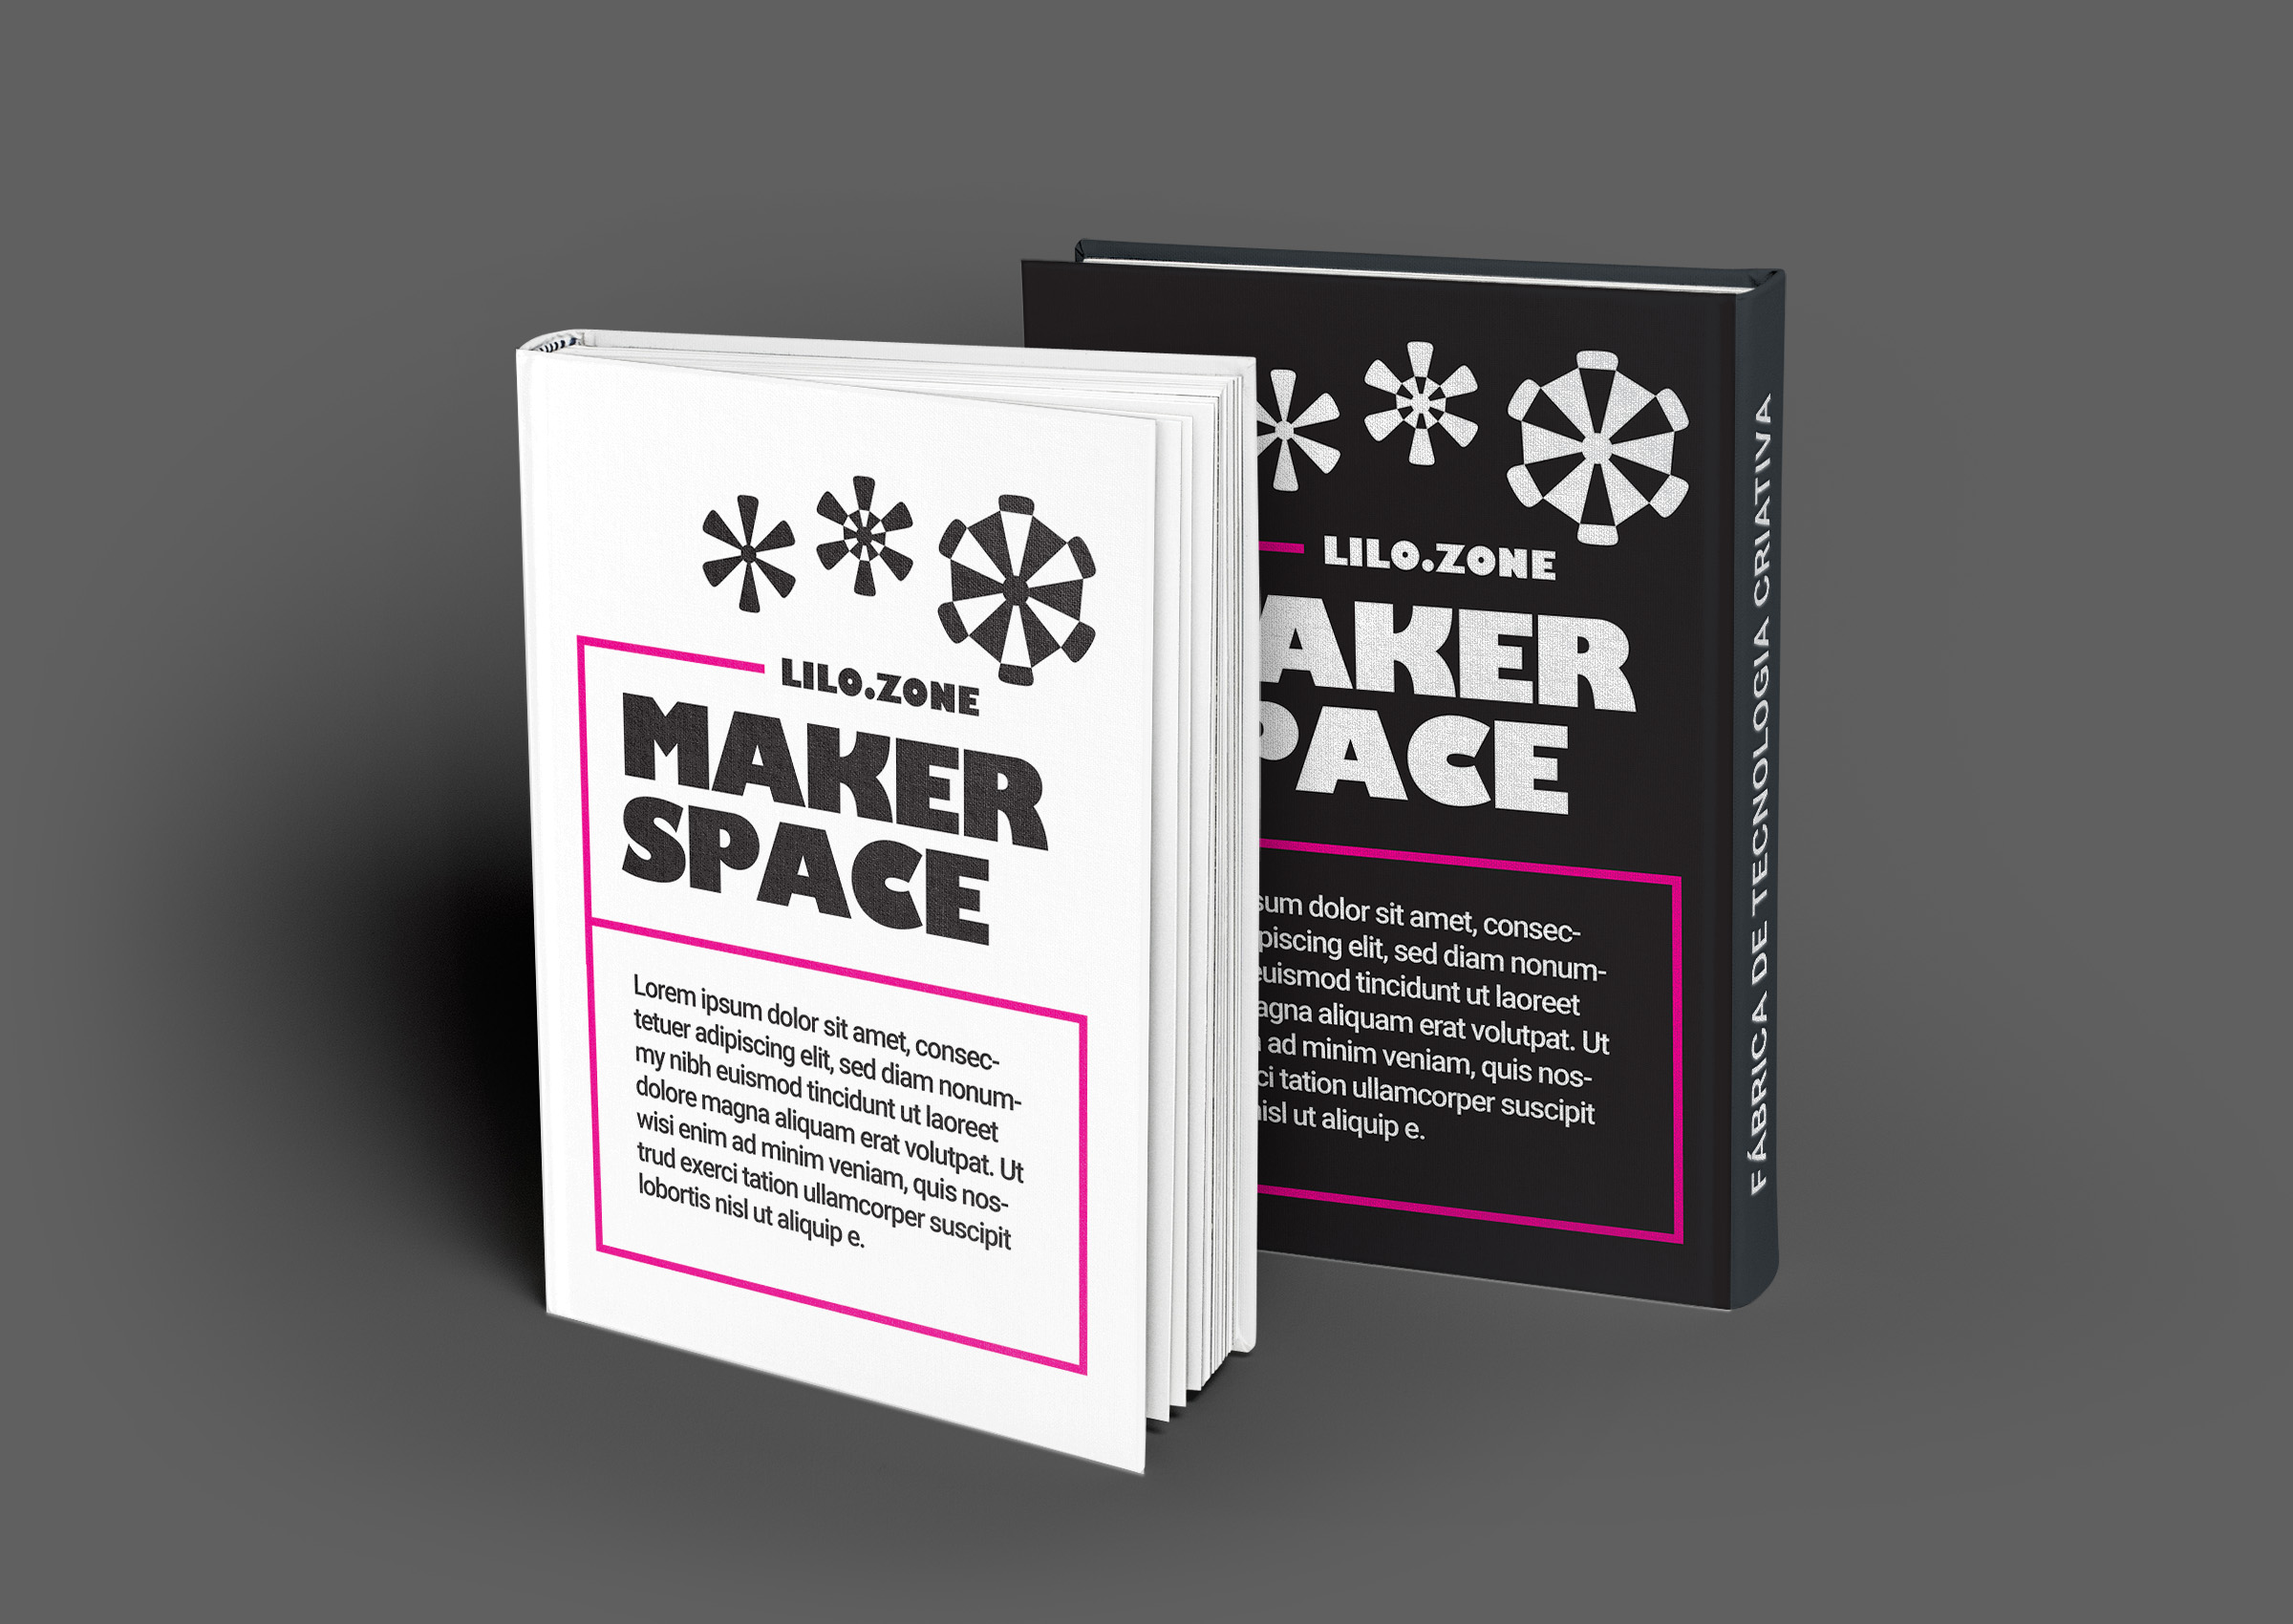 LILO.ZONE
MAKER
SPACE
Lorem ipsum dolor sit amet, consec-
tetuer adipiscing elit, sed diam nonum-
my nibh euismod tincidunt ut laoreet
dolore magna aliquam erat volutpat. Ut
wisi enim ad minim veniam, quis nos-
trud exerci tation ullamcorper suscipit
lobortis nisl ut aliquip e.
LILO.ZONE
AKER
PACE
sum dolor sit amet, consec-
piscing elit, sed diam nonum-
euismod tincidunt ut laoreet
agna aliquam erat volutpat. Ut
ad minim veniam, quis nos-
ci tation ullamcorper suscipit
nisl ut aliquip e.
FÁBRICA DE TECNOLOGIA CRIATIVA